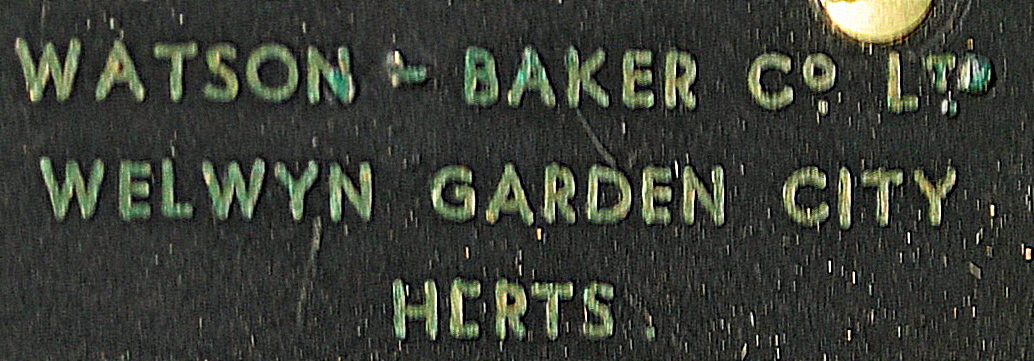 WATSON - BAKER Cº LTD
WELWYN GARDEN CITY
HERTS.